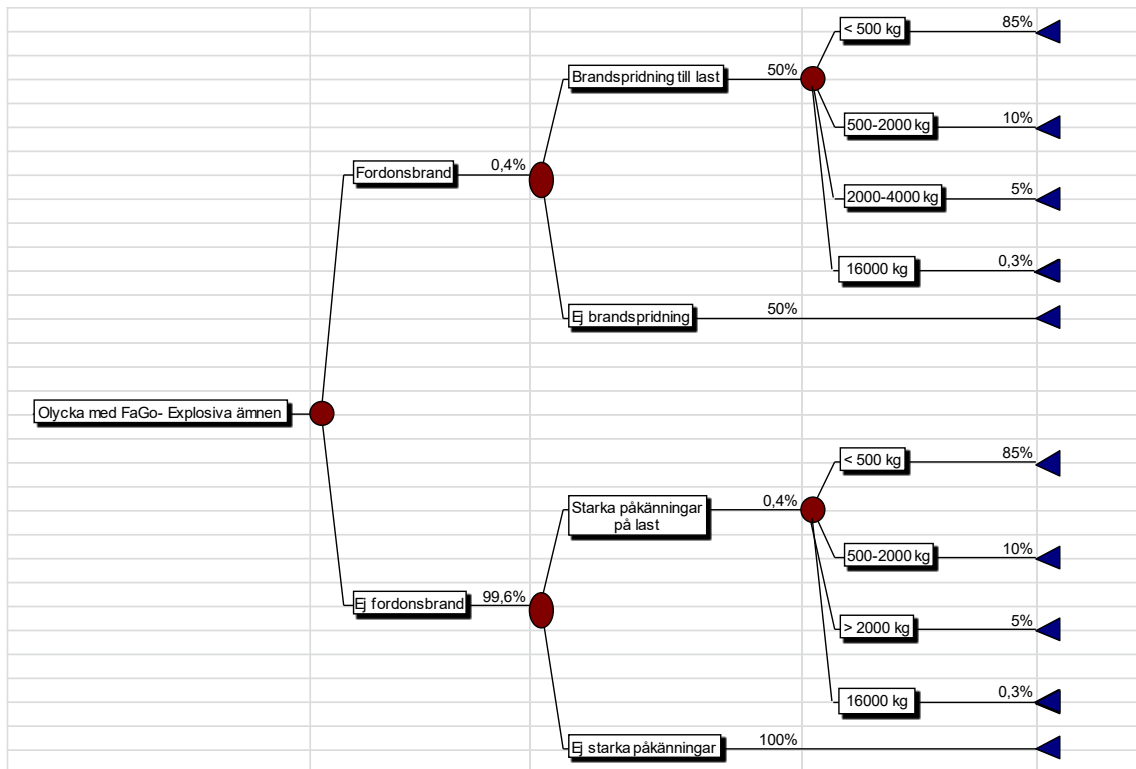 < 500 kg
85%
Brandspridning till last
50%
500-2000 kg
10%
Fordonsbrand
0,4%
2000-4000 kg
5%
16000 kg
0,3%
Ej brandspridning
50%
Olycka med FaGo- Explosiva ämnen
< 500 kg
85%
Starka påkänningar
på last
0,4%
500-2000 kg
10%
Ej fordonsbrand
99,6%
> 2000 kg
5%
16000 kg
0,3%
Ej starka påkänningar
100%